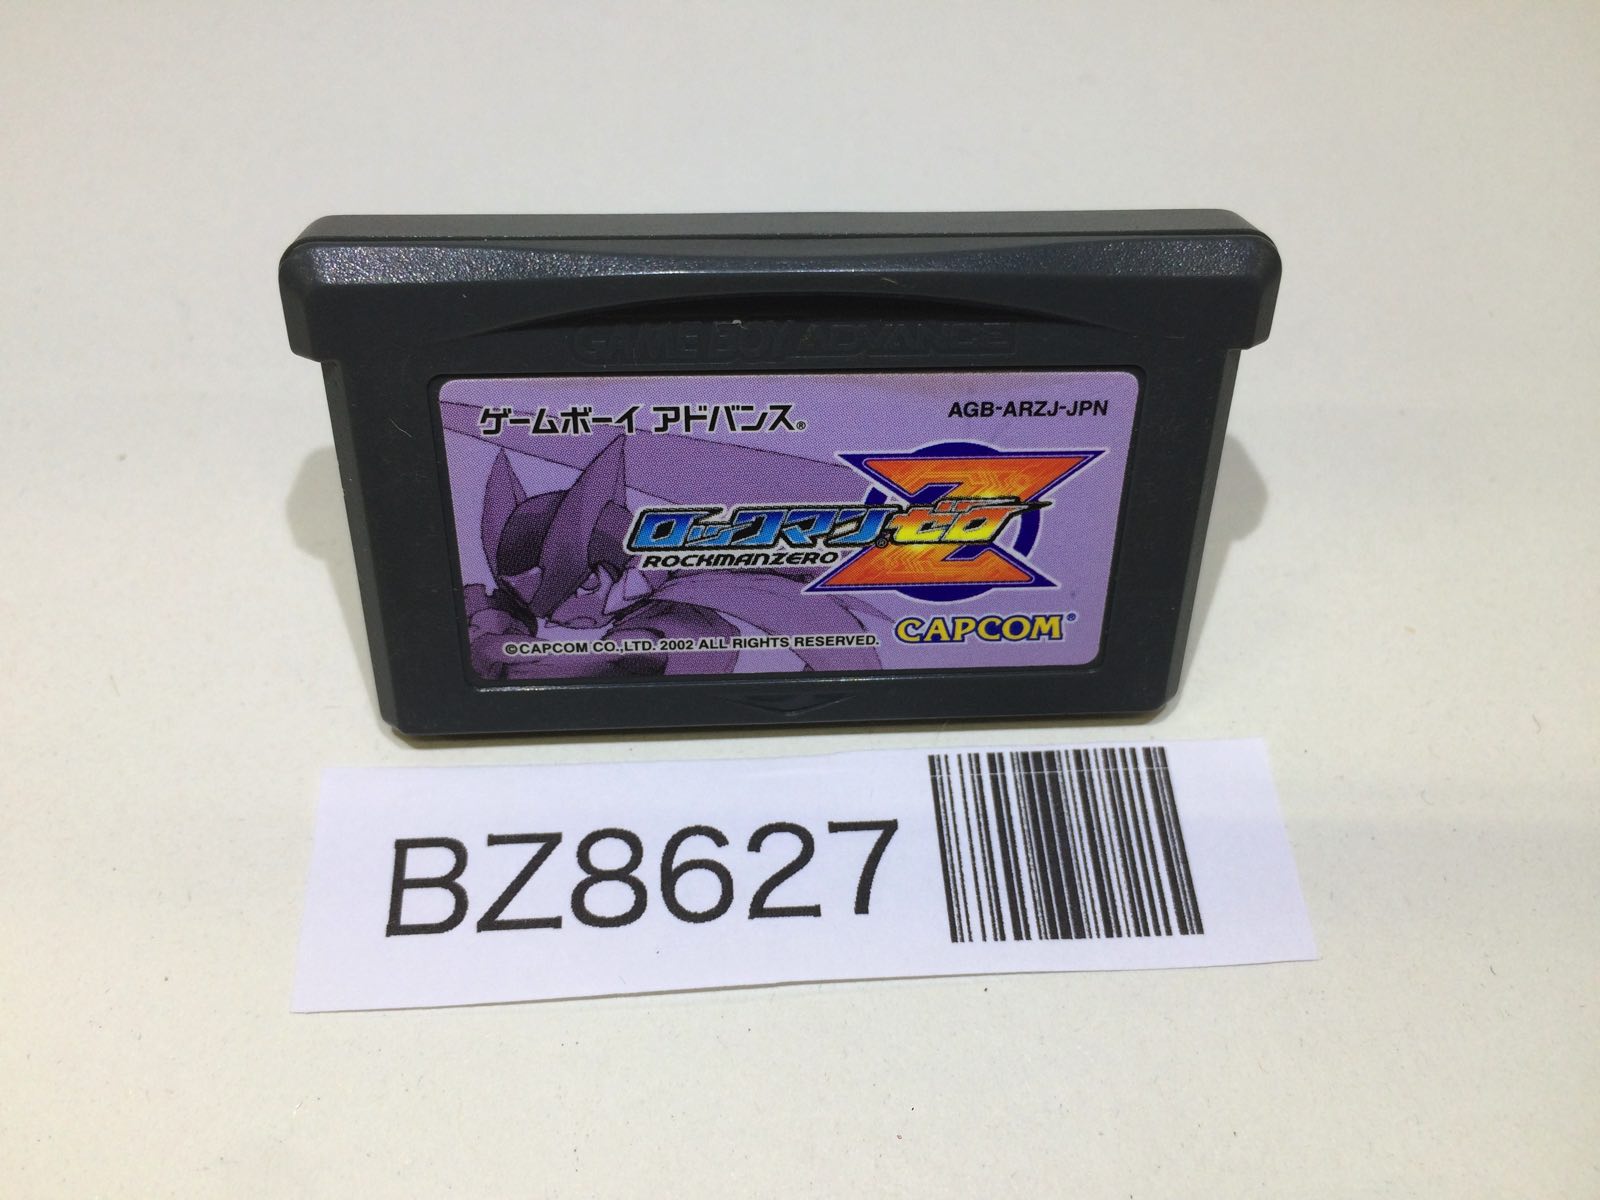 GAME BOY ADVANCE
ゲームボーイ アドバンス®
AGB-ARZJ-JPN
Z
ロックマン®ゼロ
ROCKMANZERO
CAPCOM®
©CAPCOM CO.,LTD. 2002 ALL RIGHTS RESERVED.
BZ8627